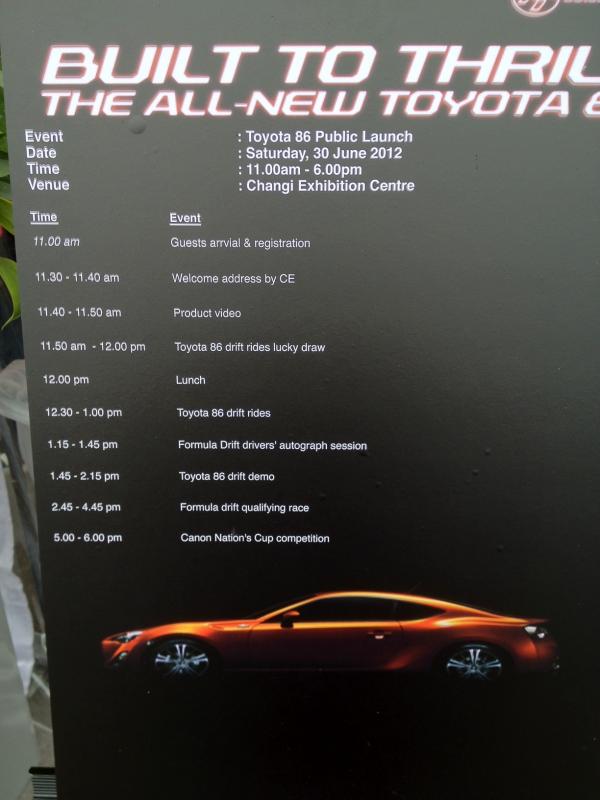 BUILT TO THRIL
THE ALL-NEW TOYOTA 8
Event : Toyota 86 Public Launch
Date : Saturday, 30 June 2012
Time : 11.00am - 6.00pm
Venue : Changi Exhibition Centre
Time Event
11.00 am Guests arrvial & registration
11.30 - 11.40 am Welcome address by CE
11.40 - 11.50 am Product video
11.50 am - 12.00 pm Toyota 86 drift rides lucky draw
12.00 pm Lunch
12.30 - 1.00 pm Toyota 86 drift rides
1.15 - 1.45 pm Formula Drift drivers' autograph session
1.45 - 2.15 pm Toyota 86 drift demo
2.45 - 4.45 pm Formula drift qualifying race
5.00 - 6.00 pm Canon Nation's Cup competition